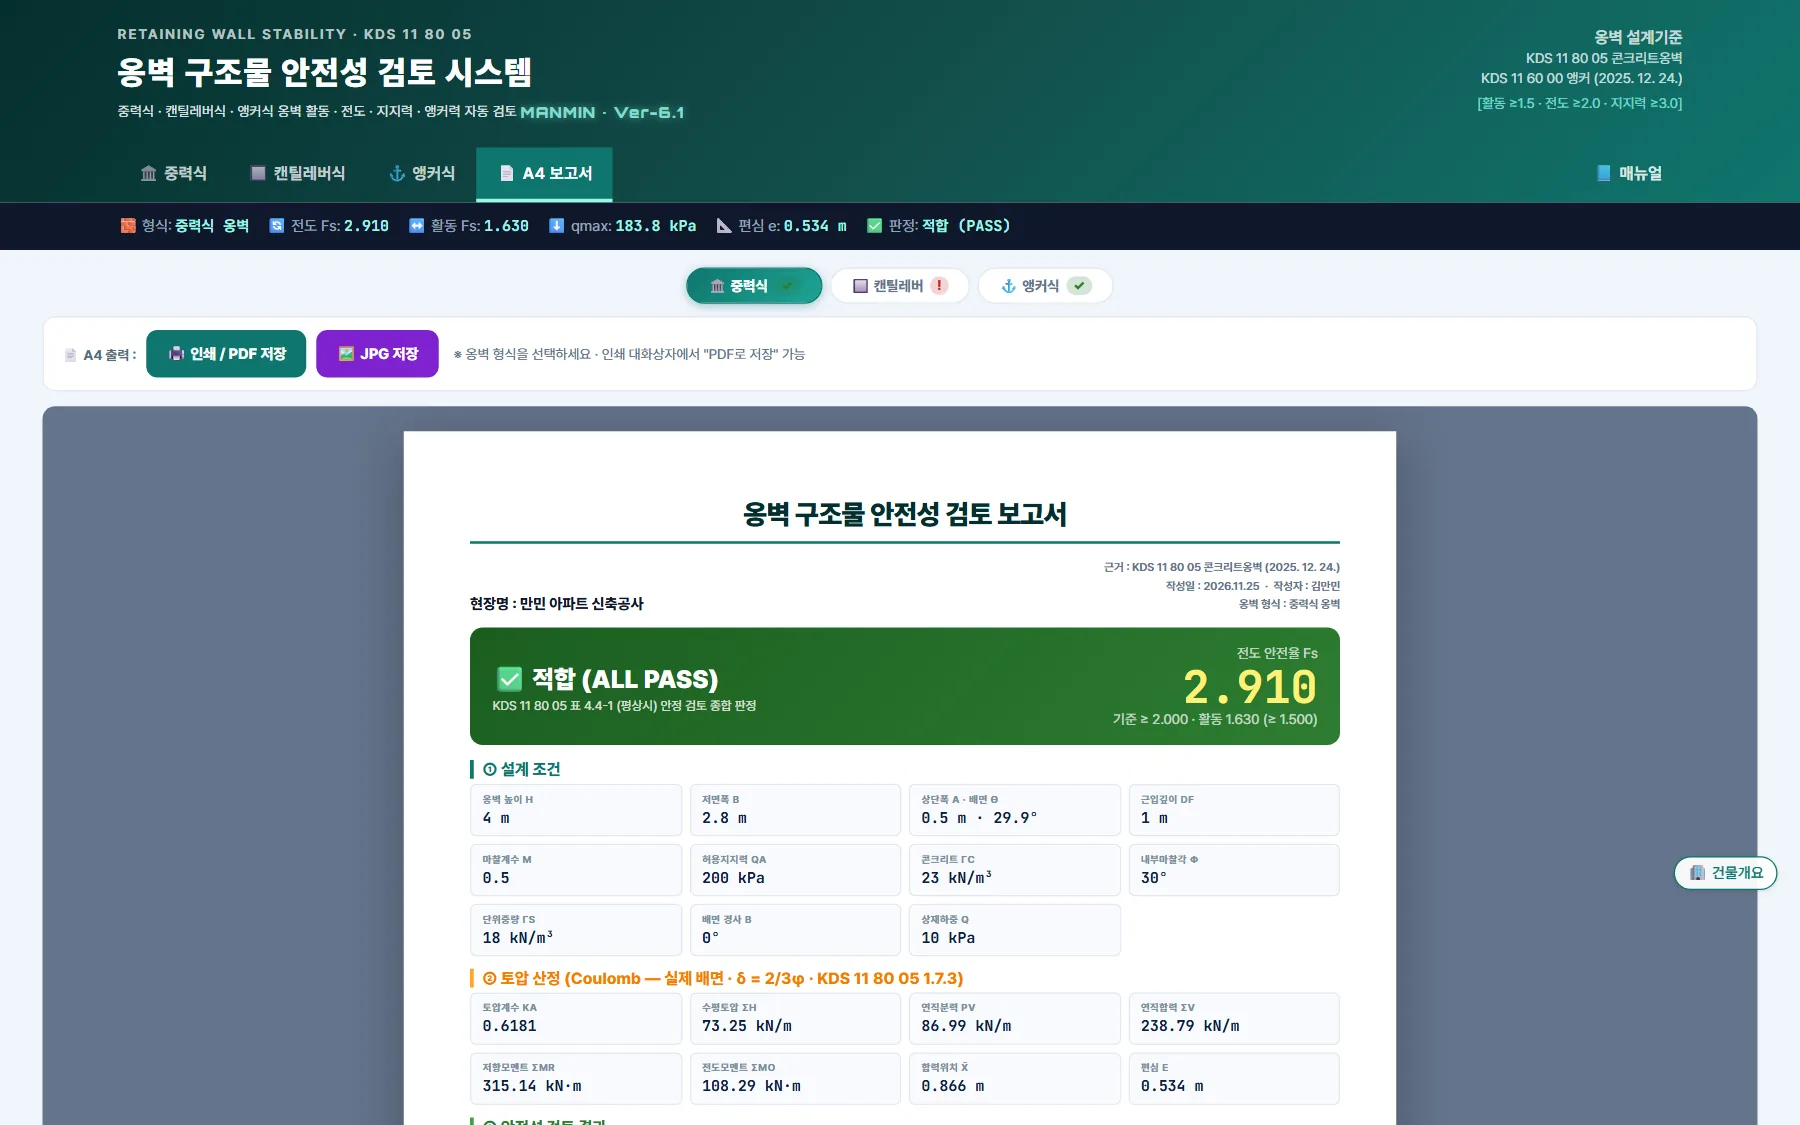 RETAINING WALL STABILITY · KDS 11 80 05
옹벽 구조물 안전성 검토 시스템
중력식 · 캔틸레버식 · 앵커식 옹벽 활동 · 전도 · 지지력 · 앵커력 자동 검토 MANMIN · Ver-6.1
옹벽 설계기준
KDS 11 80 05 콘크리트옹벽
KDS 11 60 00 앵커 (2025. 12. 24.)
[활동 ≥1.5 · 전도 ≥2.0 · 지지력 ≥3.0]
중력식 캔틸레버식 앵커식 A4 보고서 매뉴얼
형식: 중력식 옹벽 전도 Fs: 2.910 활동 Fs: 1.630 qmax: 183.8 kPa 편심 e: 0.534 m 판정: 적합 (PASS)
중력식 캔틸레버 앵커식
A4 출력 : 인쇄 / PDF 저장 JPG 저장 ※ 옹벽 형식을 선택하세요 · 인쇄 대화상자에서 "PDF로 저장" 가능
옹벽 구조물 안전성 검토 보고서
근거 : KDS 11 80 05 콘크리트옹벽 (2025. 12. 24.)
작성일 : 2026.11.25 · 작성자 : 김만민
현장명 : 만민 아파트 신축공사
옹벽 형식 : 중력식 옹벽
적합 (ALL PASS)
KDS 11 80 05 표 4.4-1 (평상시) 안정 검토 종합 판정
전도 안전율 Fs
2.910
기준 ≥ 2.000 · 활동 1.630 (≥ 1.500)
① 설계 조건
옹벽 높이 H 저면폭 B 상단폭 A · 배면 Θ 근입깊이 DF
4 m 2.8 m 0.5 m · 29.9° 1 m
마찰계수 Μ 허용지지력 QA 콘크리트 ΓC 내부마찰각 Φ
0.5 200 kPa 23 kN/m³ 30°
단위중량 ΓS 배면 경사 Β 상재하중 Q
18 kN/m³ 0° 10 kPa
② 토압 산정 (Coulomb — 실제 배면 · δ = 2/3φ · KDS 11 80 05 1.7.3)
토압계수 KA 수평토압 ΣH 연직분력 PV 연직합력 ΣV
0.6181 73.25 kN/m 86.99 kN/m 238.79 kN/m
저항모멘트 ΣMR 전도모멘트 ΣMO 합력위치 X̄ 편심 E
315.14 kN·m 108.29 kN·m 0.866 m 0.534 m
건물개요